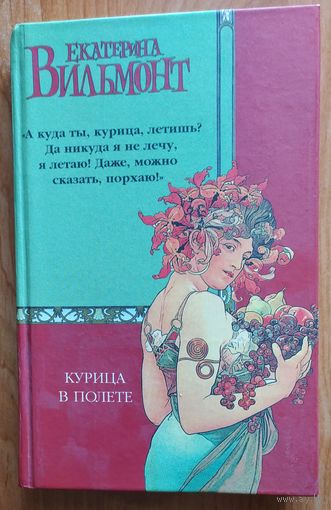 ЕКАТЕРИНА
ВИЛЬМОНТ
«А куда ты, курица, летишь?
Да никуда я не лечу,
я летаю! Даже, можно
сказать, порхаю!»
КУРИЦА
В ПОЛЕТЕ